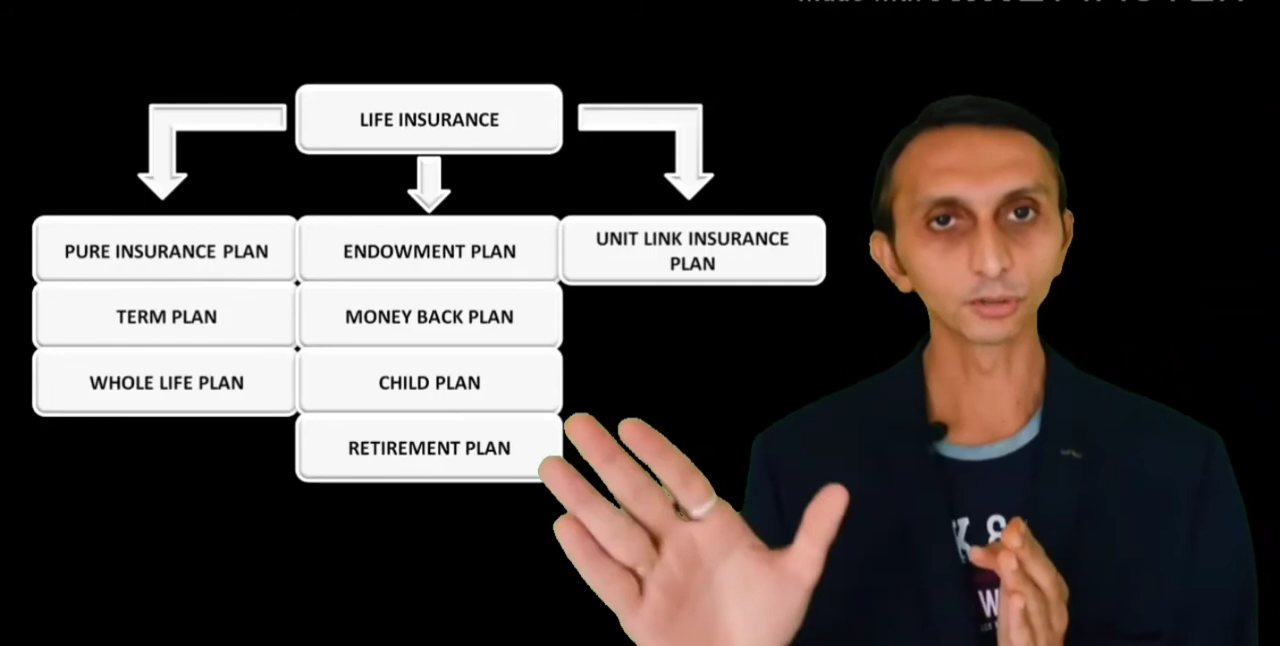 LIFE INSURANCE
PURE INSURANCE PLAN
ENDOWMENT PLAN
UNIT LINK INSURANCE
PLAN
TERM PLAN
MONEY BACK PLAN
WHOLE LIFE PLAN
CHILD PLAN
RETIREMENT PLAN
K &
W